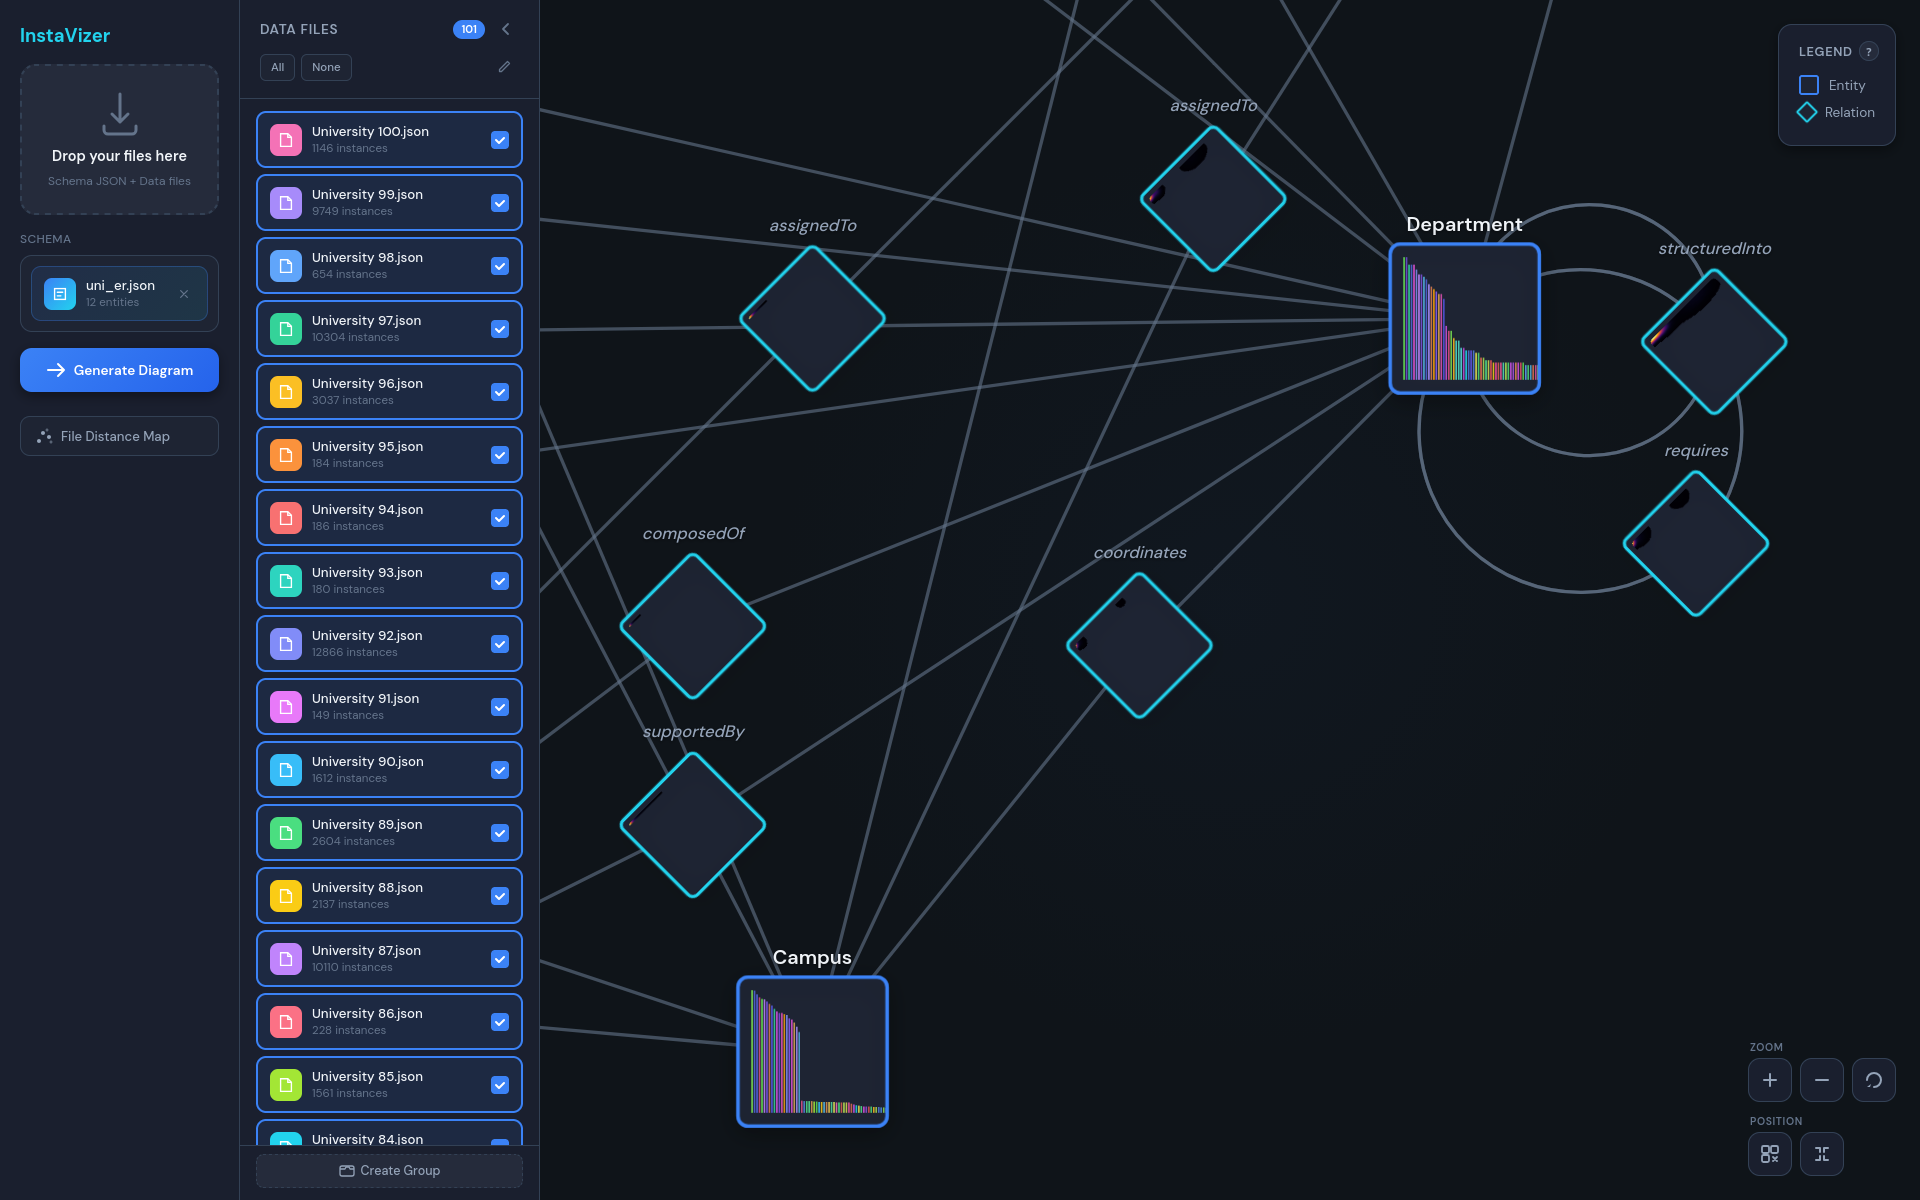 InstaVizer
Drop your files here
Schema JSON + Data files
SCHEMA
uni_er.json
12 entities
Generate Diagram
File Distance Map
DATA FILES
101
All
None
University 100.json
1146 instances
University 99.json
9749 instances
University 98.json
654 instances
University 97.json
10304 instances
University 96.json
3037 instances
University 95.json
184 instances
University 94.json
186 instances
University 93.json
180 instances
University 92.json
12866 instances
University 91.json
149 instances
University 90.json
1612 instances
University 89.json
2604 instances
University 88.json
2137 instances
University 87.json
10110 instances
University 86.json
228 instances
University 85.json
1561 instances
University 84.json
Create Group
assignedTo
assignedTo
Department
structuredInto
requires
composedOf
coordinates
supportedBy
Campus
LEGEND ?
Entity
Relation
ZOOM
POSITION